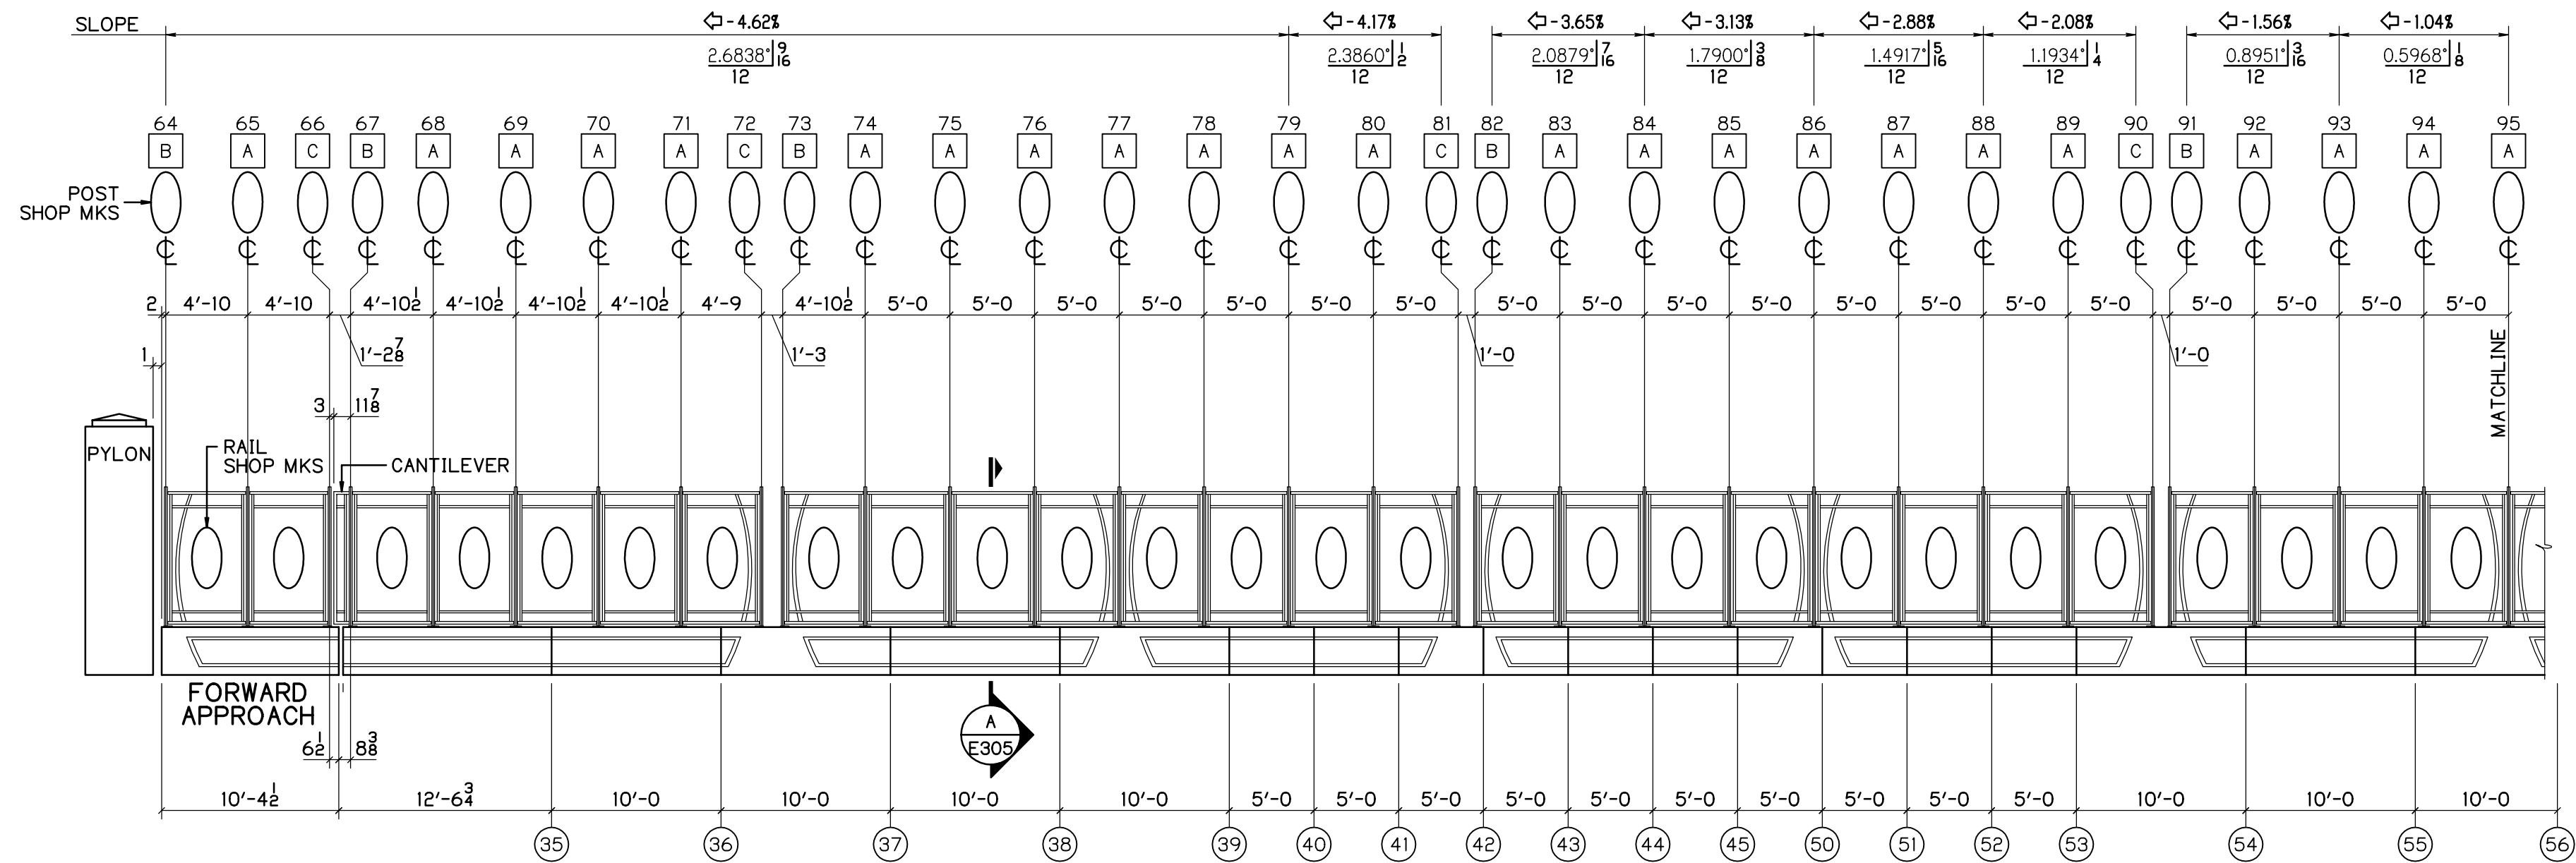 SLOPE
-4.62% -4.17% -3.65% -3.13% -2.88% -2.08% -1.56% -1.04%
2.6838° 9/16 2.3860° 1/2 2.0879° 7/16 1.7900° 3/8 1.4917° 5/16 1.1934° 1/4 0.8951° 3/16 0.5968° 1/8
12 12 12 12 12 12 12 12
64 65 66 67 68 69 70 71 72 73 74 75 76 77 78 79 80 81 82 83 84 85 86 87 88 89 90 91 92 93 94 95
B A C B A A A A C B A A A A A A A C B A A A A A A A C B A A A A
POST
SHOP MKS
℄ ℄ ℄ ℄ ℄ ℄ ℄ ℄ ℄ ℄ ℄ ℄ ℄ ℄ ℄ ℄ ℄ ℄ ℄ ℄ ℄ ℄ ℄ ℄ ℄ ℄ ℄ ℄ ℄ ℄ ℄ ℄
2 4'-10 4'-10 4'-10 1/2 4'-10 1/2 4'-10 1/2 4'-10 1/2 4'-9 4'-10 1/2 5'-0 5'-0 5'-0 5'-0 5'-0 5'-0 5'-0 5'-0 5'-0 5'-0 5'-0 5'-0 5'-0 5'-0 5'-0 5'-0 5'-0 5'-0
1 1'-2 7/8 1'-3 1'-0 1'-0
MATCHLINE
3 11 7/8
PYLON
RAIL
SHOP MKS
CANTILEVER
FORWARD
APPROACH
A
E305
6 1/2 8 3/8
10'-4 1/2 12'-6 3/4 10'-0 10'-0 10'-0 10'-0 5'-0 5'-0 5'-0 5'-0 5'-0 5'-0 5'-0 5'-0 5'-0 5'-0 10'-0 10'-0 10'-0
35 36 37 38 39 40 41 42 43 44 45 50 51 52 53 54 55 56